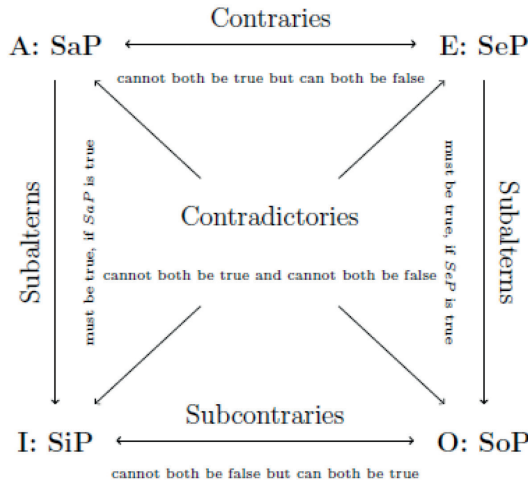 Contraries
A: SaP
E: SeP
cannot both be true but can both be false
Subalterns
must be true, if SaP is true
must be true, if SeP is true
Subalterns
Contradictories
cannot both be true and cannot both be false
Subcontraries
I: SiP
O: SoP
cannot both be false but can both be true